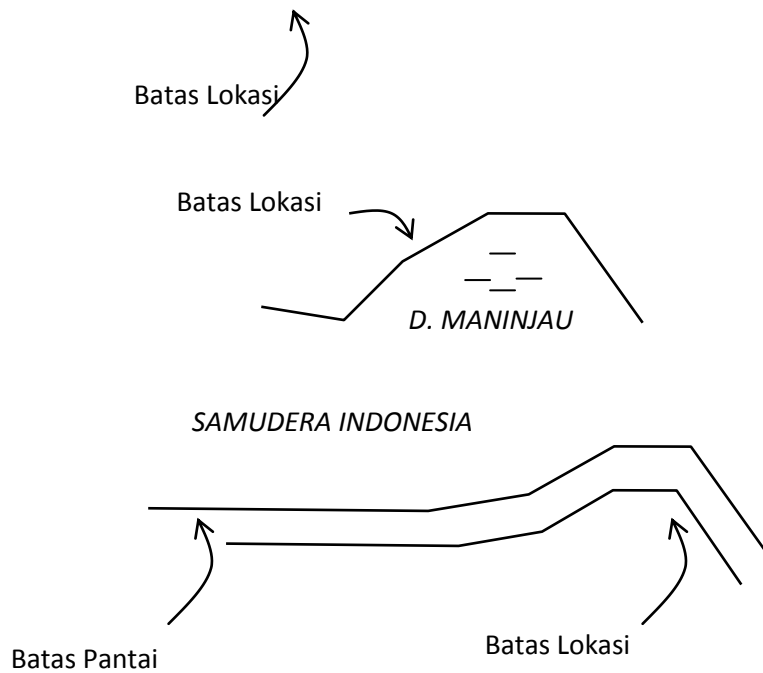 Batas Lokasi
Batas Lokasi
D. MANINJAU
SAMUDERA INDONESIA
Batas Lokasi
Batas Pantai